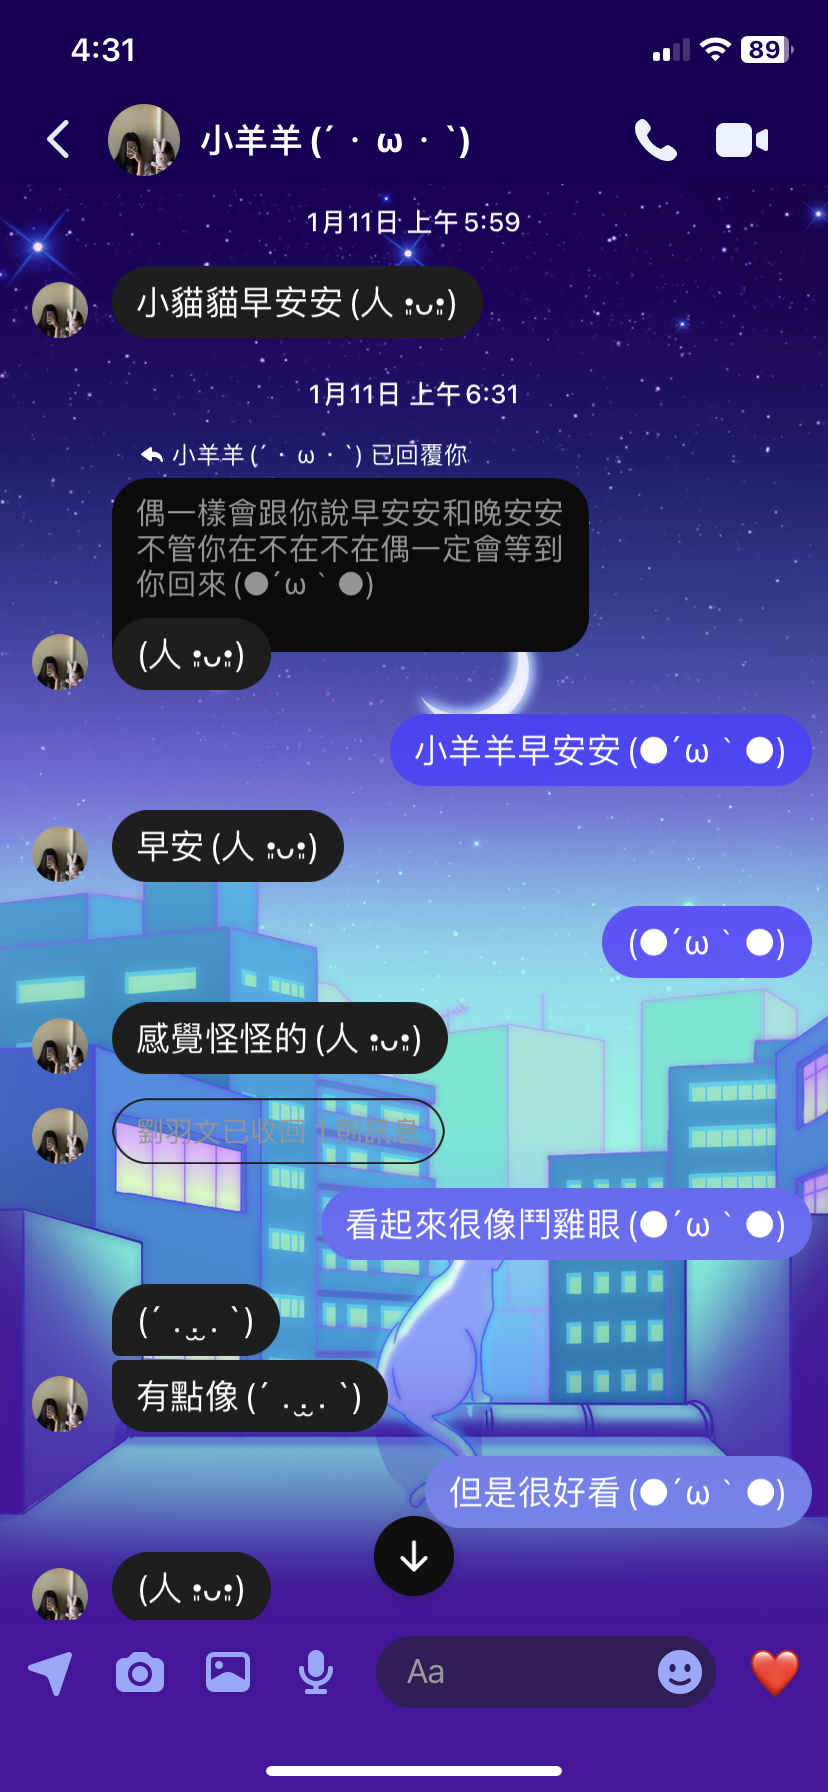 4:31
89
小羊羊 (´・ω・`)
1月11日 上午5:59
小貓貓早安安 (人 •͈ᴗ•͈)
1月11日 上午6:31
小羊羊 (´・ω・`) 已回覆你
偶一樣會跟你說早安安和晚安安
不管你在不在不在偶一定會等到
你回來 (●´ω｀●)
(人 •͈ᴗ•͈)
小羊羊早安安 (●´ω｀●)
早安 (人 •͈ᴗ•͈)
(●´ω｀●)
感覺怪怪的 (人 •͈ᴗ•͈)
劉羽文已收回 1 則訊息
看起來很像鬥雞眼 (●´ω｀●)
(´ . .̫ . `)
有點像 (´ . .̫ . `)
但是很好看 (●´ω｀●)
(人 •͈ᴗ•͈)
Aa